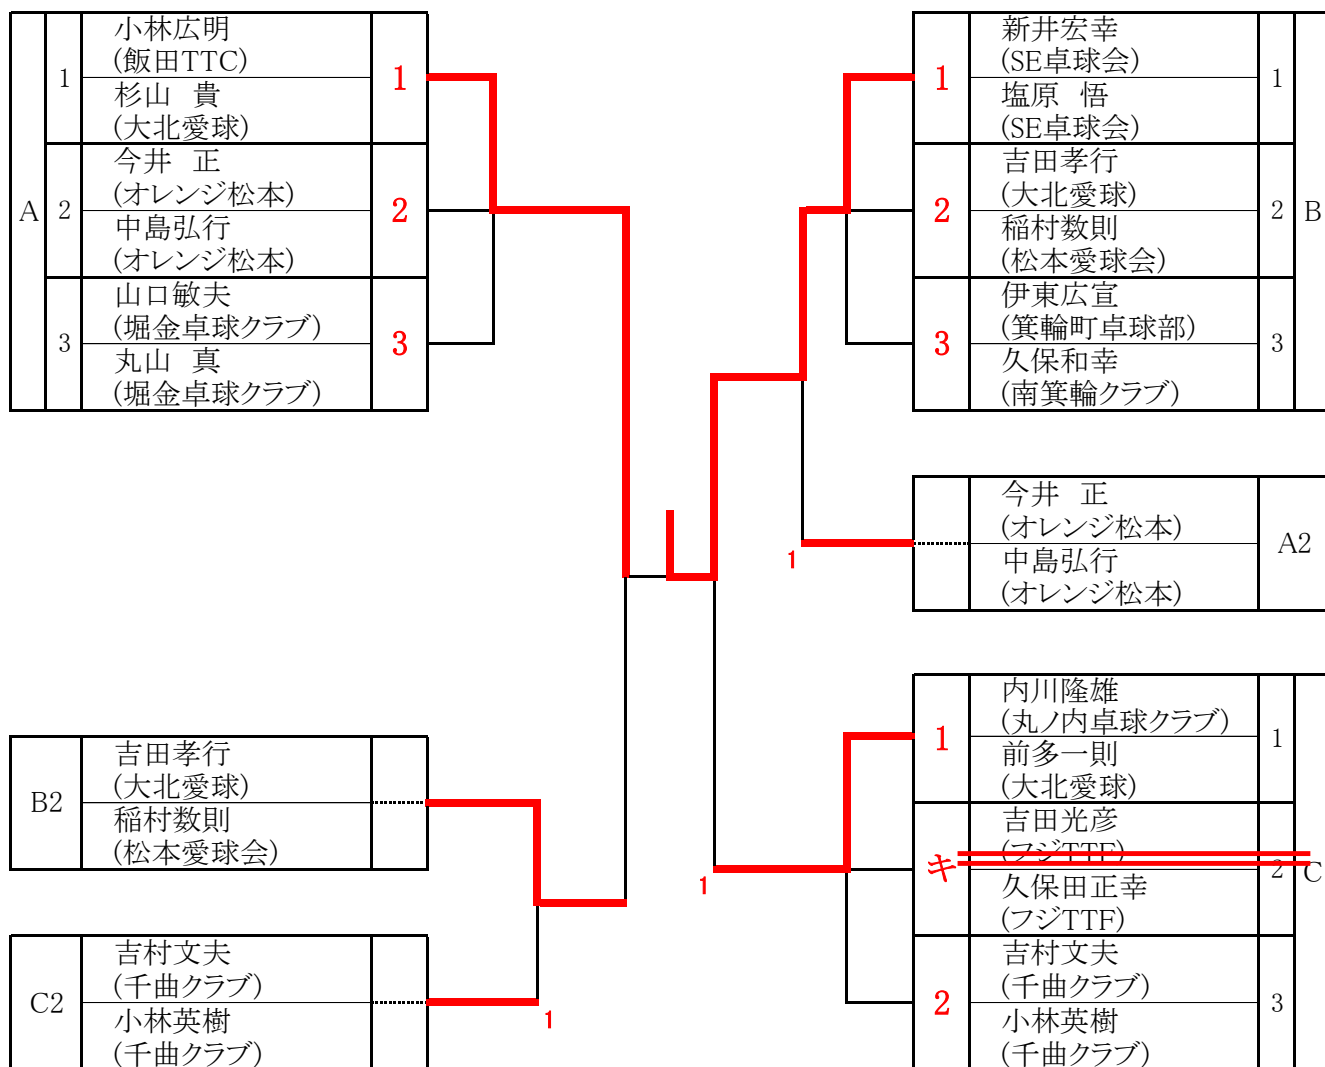 A
1
小林広明
(飯田TTC)
杉山　貴
(大北愛球)
1
2
今井　正
(オレンジ松本)
中島弘行
(オレンジ松本)
2
3
山口敏夫
(堀金卓球クラブ)
丸山　真
(堀金卓球クラブ)
3
B2
吉田孝行
(大北愛球)
稲村数則
(松本愛球会)
C2
吉村文夫
(千曲クラブ)
小林英樹
(千曲クラブ)
1
1
新井宏幸
(SE卓球会)
塩原　悟
(SE卓球会)
1
2
吉田孝行
(大北愛球)
稲村数則
(松本愛球会)
2
B
3
伊東広宣
(箕輪町卓球部)
久保和幸
(南箕輪クラブ)
3
1
今井　正
(オレンジ松本)
中島弘行
(オレンジ松本)
A2
1
1
内川隆雄
(丸ノ内卓球クラブ)
前多一則
(大北愛球)
1
キ
吉田光彦
(フジTTF)
久保田正幸
(フジTTF)
2
C
2
吉村文夫
(千曲クラブ)
小林英樹
(千曲クラブ)
3